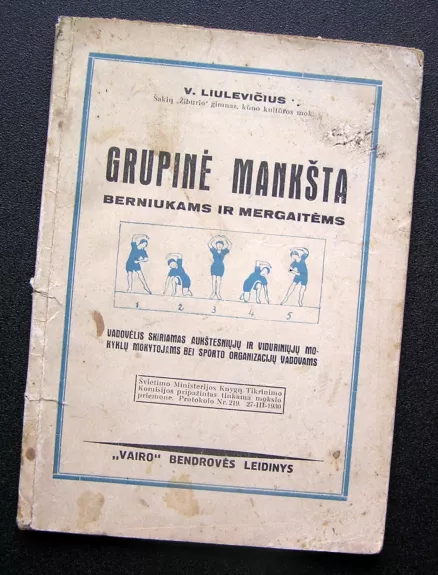 V. LIULEVIČIUS
Šakių „Žiburio" gimnaz. kūno kultūros mok.
GRUPINĖ MANKŠTA
BERNIUKAMS IR MERGAITĖMS
1 2 3 4 5
VADOVĖLIS SKIRIAMAS AUKŠTESNIŲJŲ IR VIDURINIŲJŲ MO-
KYKLŲ MOKYTOJAMS BEI SPORTO ORGANIZACIJŲ VADOVAMS
Švietimo Ministerijos Knygų Tikrinimo
Komisijos pripažintas tinkama mokslo
priemone. Protokolo Nr. 219. 27-III-1930
„VAIRO" BENDROVĖS LEIDINYS